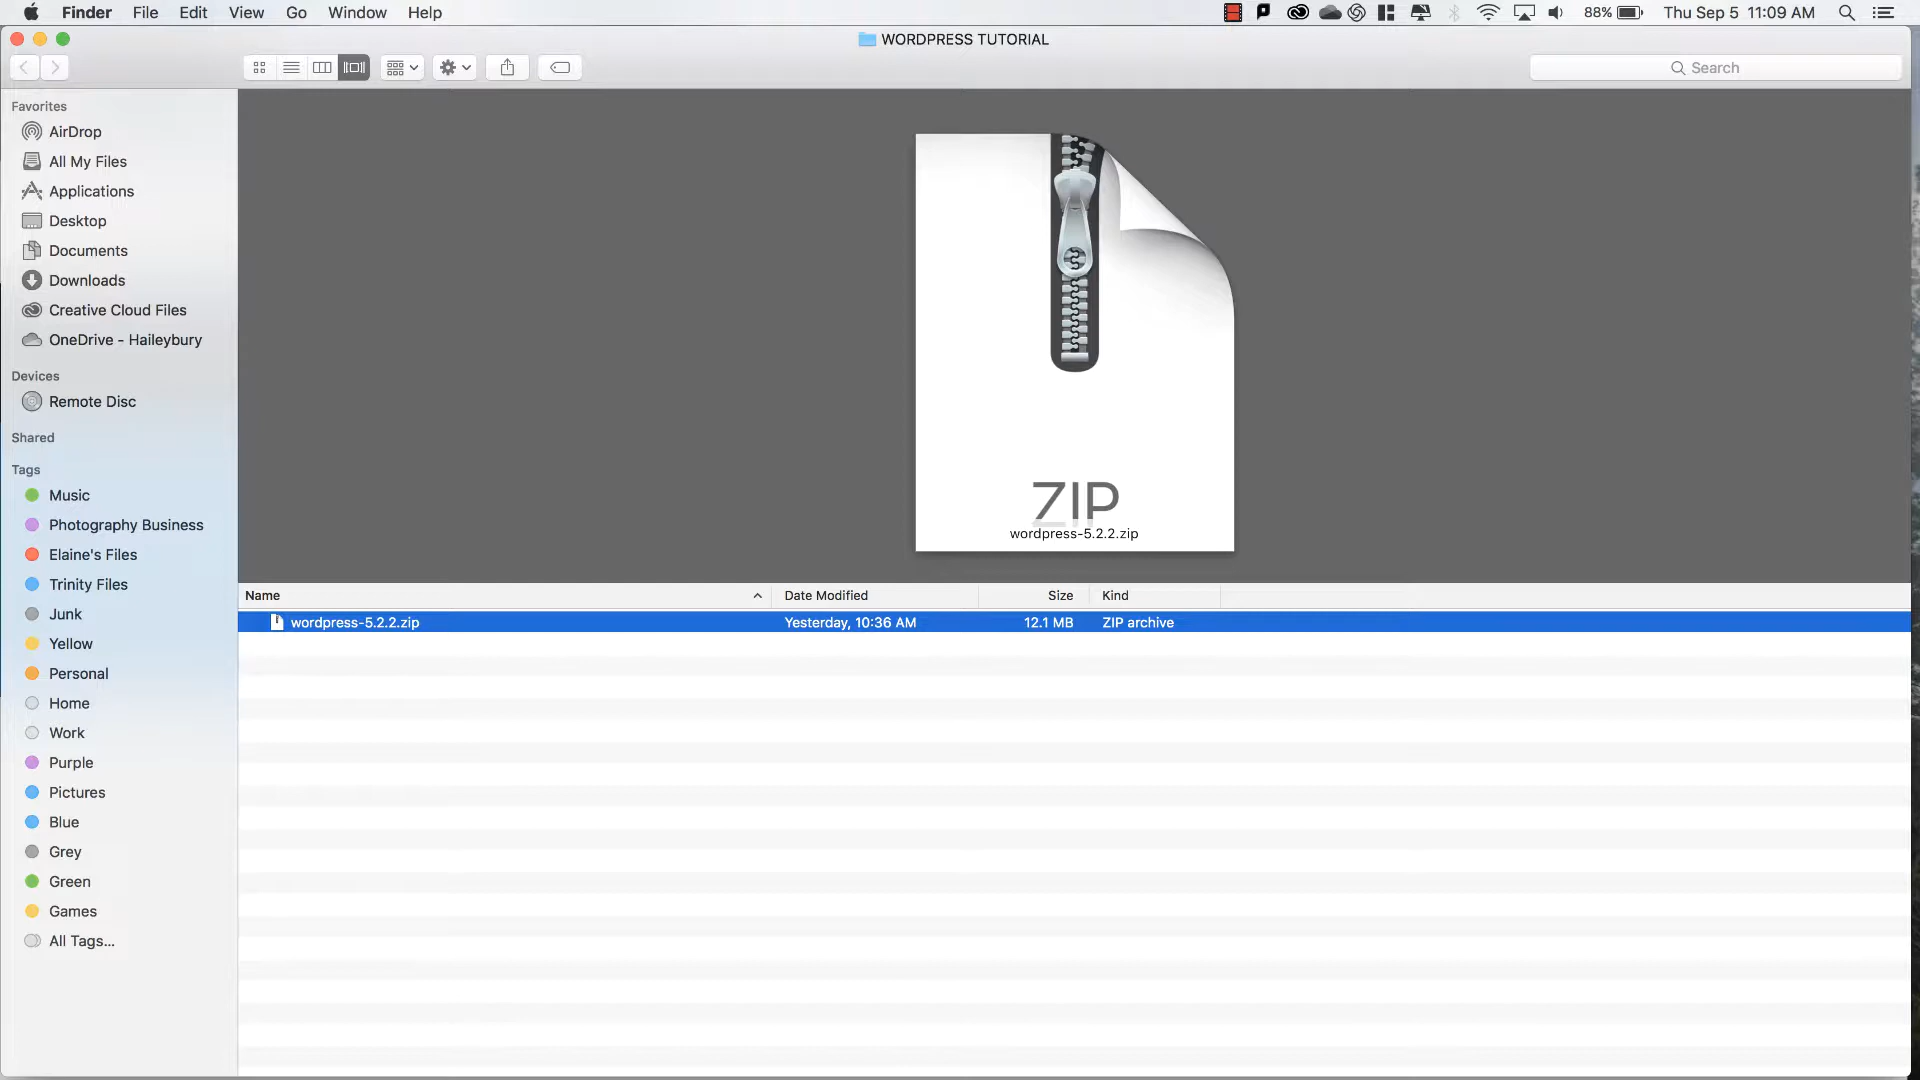 Finder File Edit View Go Window Help
88% Thu Sep 5 11:09 AM
WORDPRESS TUTORIAL
Search
Favorites
AirDrop
All My Files
Applications
Desktop
Documents
Downloads
Creative Cloud Files
OneDrive - Haileybury
Devices
Remote Disc
Shared
Tags
Music
Photography Business
Elaine's Files
Trinity Files
Junk
Yellow
Personal
Home
Work
Purple
Pictures
Blue
Grey
Green
Games
All Tags...
ZIP
wordpress-5.2.2.zip
Name Date Modified Size Kind
wordpress-5.2.2.zip Yesterday, 10:36 AM 12.1 MB ZIP archive